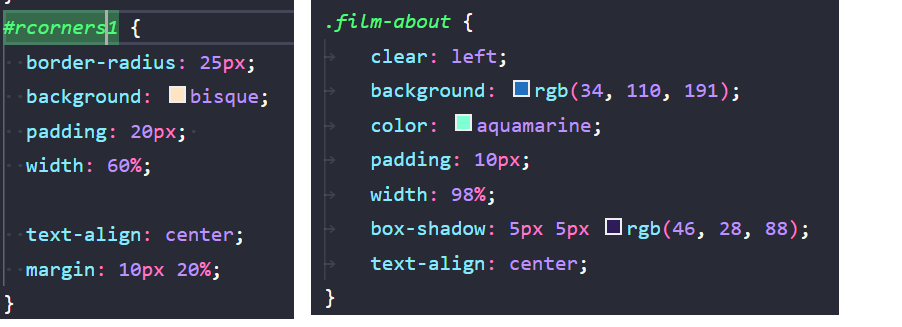 #rcorners1 {
border-radius: 25px;
background: bisque;
padding: 20px;
width: 60%;
text-align: center;
margin: 10px 20%;
}
.film-about {
clear: left;
background: rgb(34, 110, 191);
color: aquamarine;
padding: 10px;
width: 98%;
box-shadow: 5px 5px rgb(46, 28, 88);
text-align: center;
}